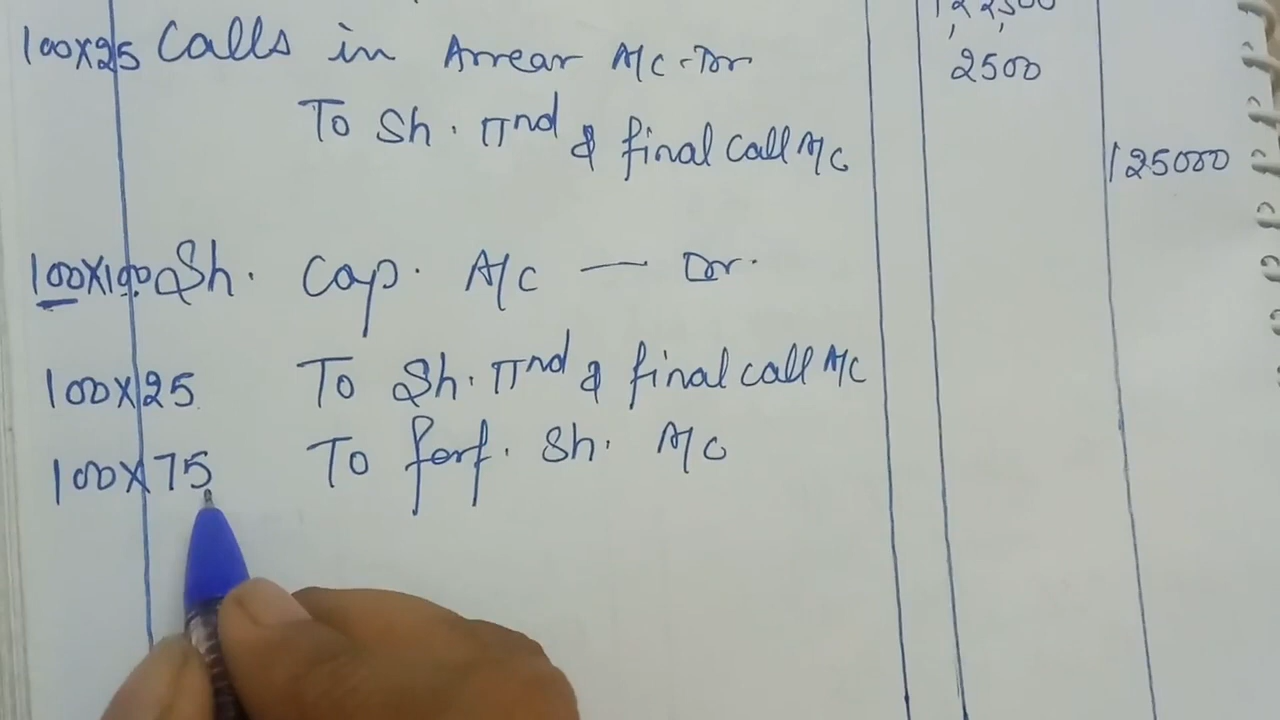 122500
100X25 Calls in Arrear A/C - Dr 2500
To Sh. IInd & final call A/C 125000
100X100 Sh. Cap. A/C — Dr.
100X25 To Sh. IInd & final call A/C
100X75 To forf. Sh. A/C